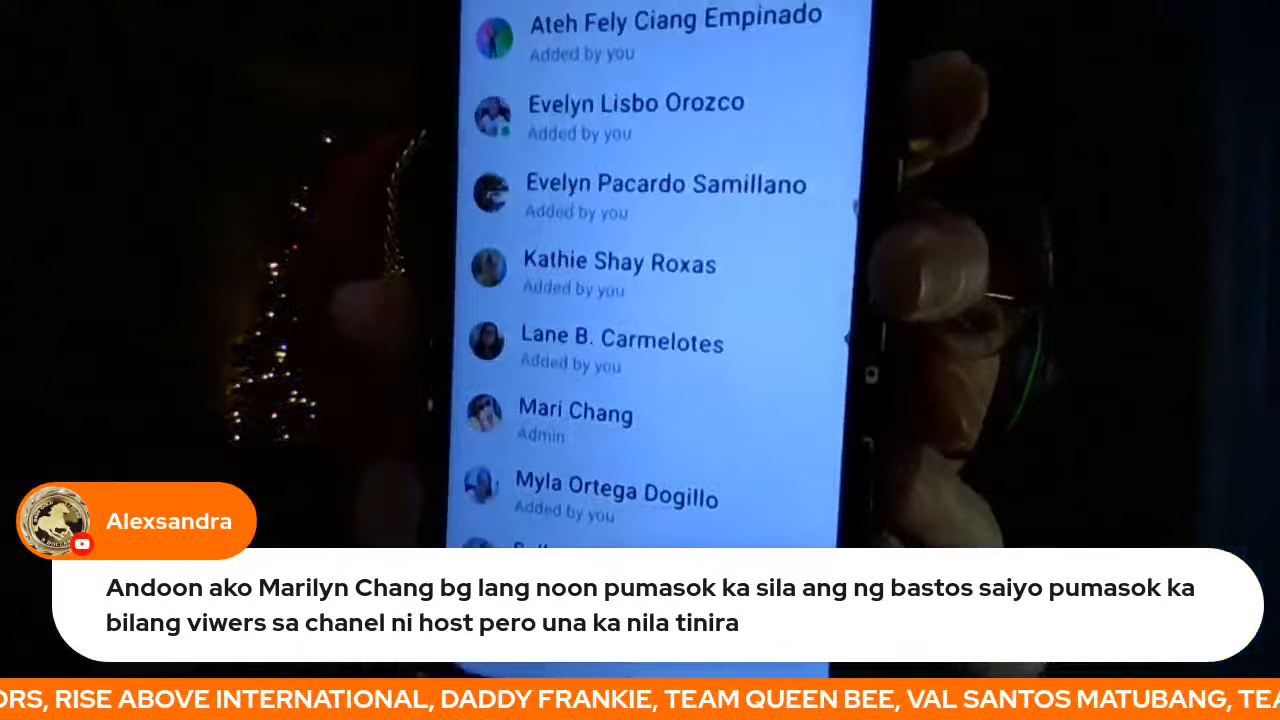 Ateh Fely Ciang Empinado
Added by you
Evelyn Lisbo Orozco
Added by you
Evelyn Pacardo Samillano
Added by you
Kathie Shay Roxas
Added by you
Lane B. Carmelotes
Added by you
Mari Chang
Admin
Myla Ortega Dogillo
Added by you
Alexsandra
Andoon ako Marilyn Chang bg lang noon pumasok ka sila ang ng bastos saiyo pumasok ka
bilang viwers sa chanel ni host pero una ka nila tinira
ORS, RISE ABOVE INTERNATIONAL, DADDY FRANKIE, TEAM QUEEN BEE, VAL SANTOS MATUBANG, TEA